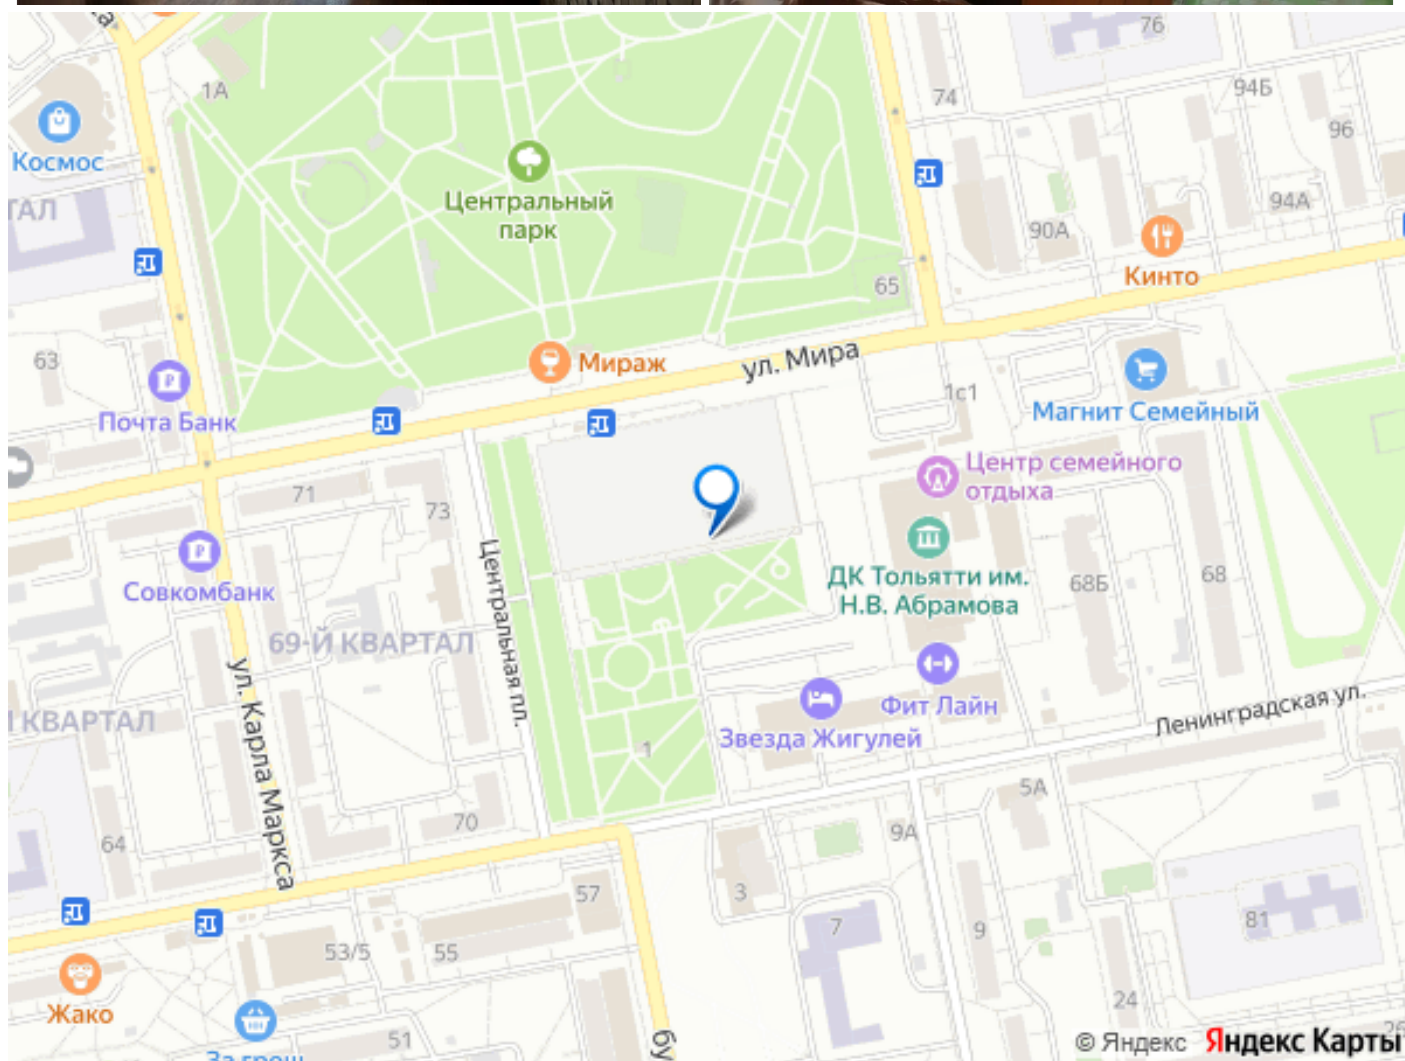 76
1А
94Б
74
96
Космос
Центральный
парк
ТАЛ
94А
90А
Кинто
65
63
Мираж
ул. Мира
1с1
Почта Банк
Магнит Семейный
Центр семейного
отдыха
71
73
Совкомбанк
Центральная пл.
ДК Тольятти им.
Н.В. Абрамова
68Б
68
69-Й КВАРТАЛ
ул. Карла Маркса
Й КВАРТАЛ
Фит Лайн
Звезда Жигулей
Ленинградская ул.
1
5А
70
9А
64
57
3
7
9
81
53/5
55
Жако
24
51
бу
© Яндекс Яндекс Карты